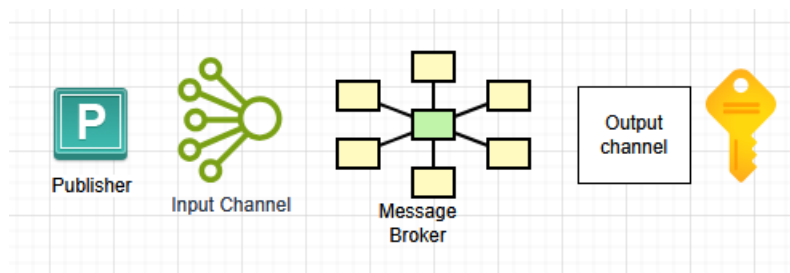 P
Publisher
Input Channel
Message
Broker
Output
channel